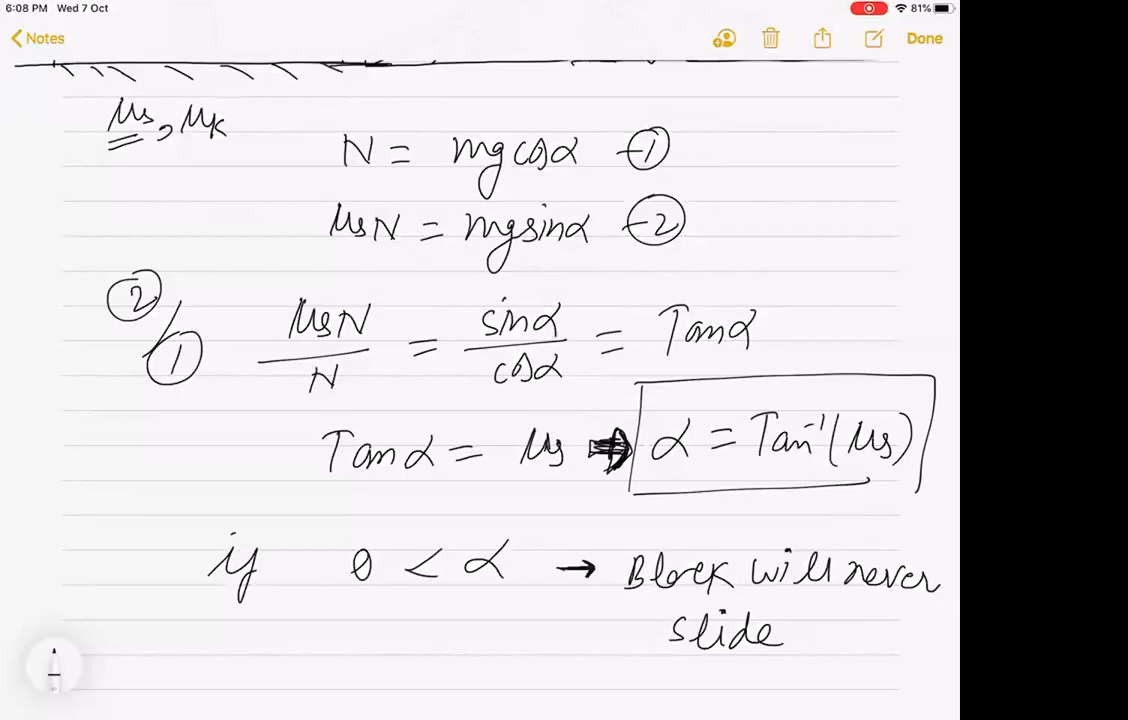 6:08 PM Wed 7 Oct 81%
Notes Done
μs, μk
N = mgcosα -①
μsN = mgsinα -②
②/① μsN/N = sinα/cosα = Tanα
Tanα = μs ⇒ α = Tan⁻¹(μs)
if θ < α → Block will never
slide